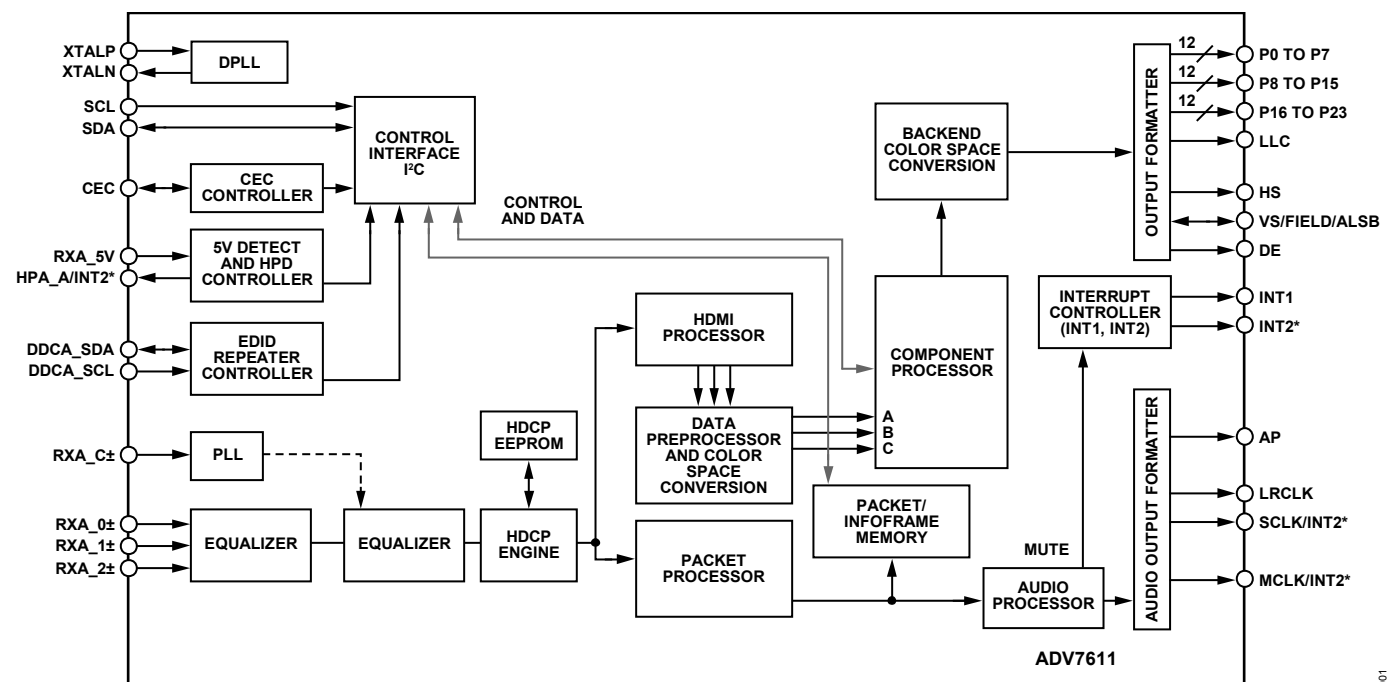 XTALP
XTALN
DPLL
SCL
SDA
CONTROL
INTERFACE
I²C
CEC
CEC
CONTROLLER
RXA_5V
HPA_A/INT2*
5V DETECT
AND HPD
CONTROLLER
DDCA_SDA
DDCA_SCL
EDID
REPEATER
CONTROLLER
RXA_C±
PLL
RXA_0±
RXA_1±
RXA_2±
EQUALIZER
EQUALIZER
HDCP
EEPROM
HDCP
ENGINE
CONTROL
AND DATA
HDMI
PROCESSOR
DATA
PREPROCESSOR
AND COLOR
SPACE
CONVERSION
PACKET
PROCESSOR
A
B
C
COMPONENT
PROCESSOR
BACKEND
COLOR SPACE
CONVERSION
PACKET/
INFOFRAME
MEMORY
MUTE
AUDIO
PROCESSOR
INTERRUPT
CONTROLLER
(INT1, INT2)
OUTPUT FORMATTER
12
P0 TO P7
12
P8 TO P15
12
P16 TO P23
LLC
HS
VS/FIELD/ALSB
DE
INT1
INT2*
AUDIO OUTPUT FORMATTER
AP
LRCLK
SCLK/INT2*
MCLK/INT2*
ADV7611